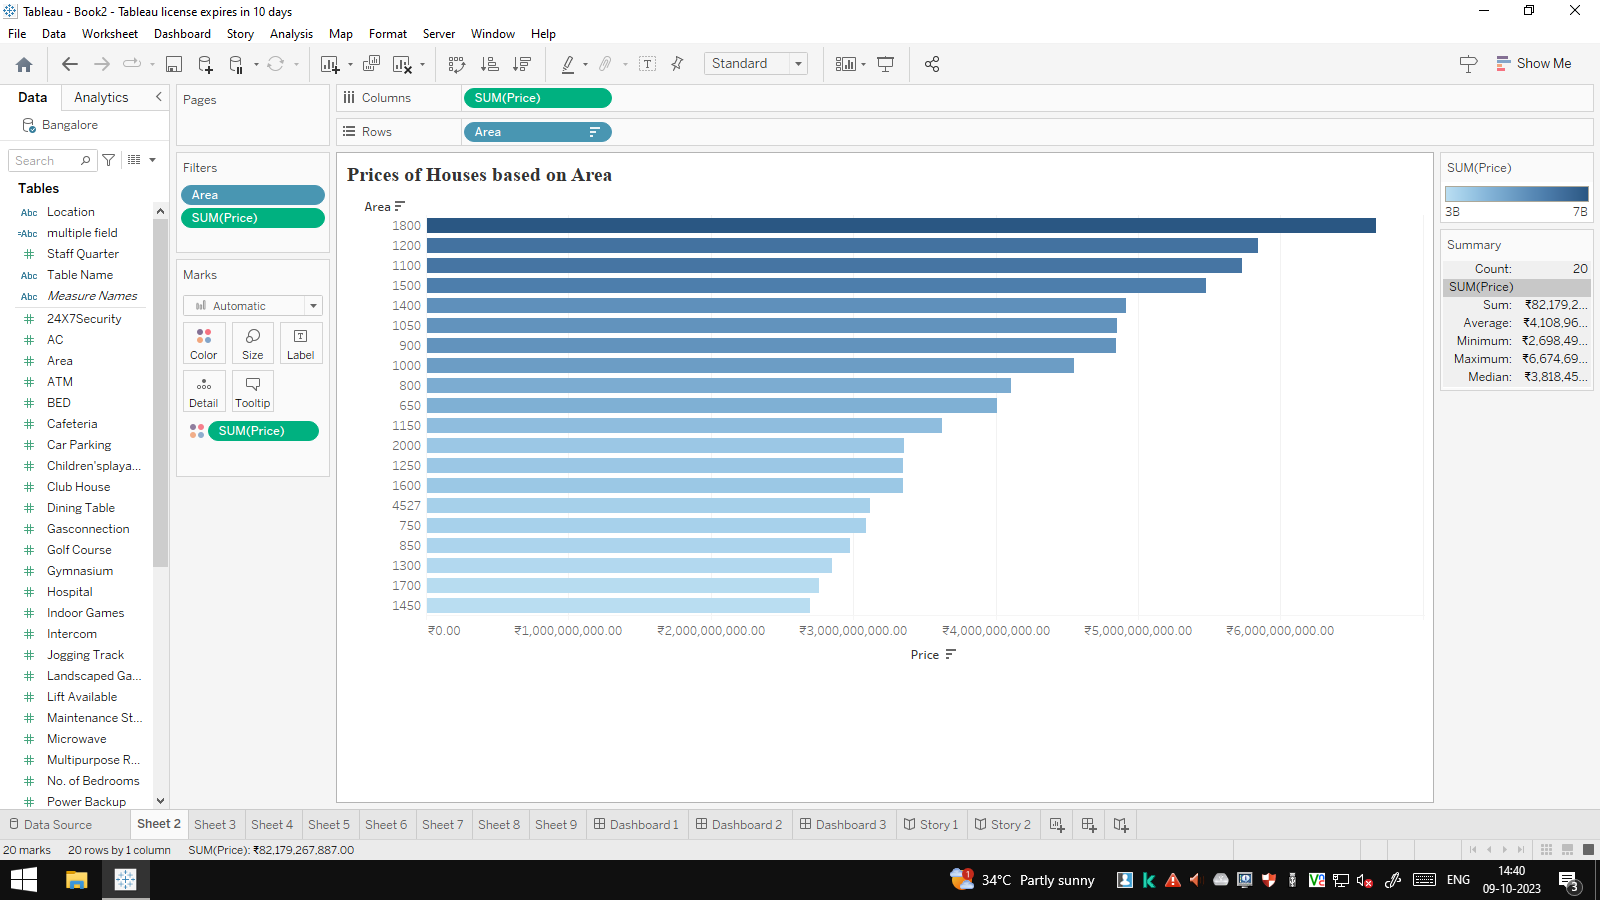 Tableau - Book2 - Tableau license expires in 10 days
File Data Worksheet Dashboard Story Analysis Map Format Server Window Help
Standard
Show Me
Data Analytics
Bangalore
Search
Tables
Abc Location
=Abc multiple field
# Staff Quarter
Abc Table Name
Abc Measure Names
# 24X7Security
# AC
# Area
# ATM
# BED
# Cafeteria
# Car Parking
# Children'splaya...
# Club House
# Dining Table
# Gasconnection
# Golf Course
# Gymnasium
# Hospital
# Indoor Games
# Intercom
# Jogging Track
# Landscaped Ga...
# Lift Available
# Maintenance St...
# Microwave
# Multipurpose R...
# No. of Bedrooms
# Power Backup
Pages
Filters
Area
SUM(Price)
Marks
Automatic
Color Size Label
Detail Tooltip
SUM(Price)
Columns SUM(Price)
Rows Area
Prices of Houses based on Area
Area
1800
1200
1100
1500
1400
1050
900
1000
800
650
1150
2000
1250
1600
4527
750
850
1300
1700
1450
₹0.00 ₹1,000,000,000.00 ₹2,000,000,000.00 ₹3,000,000,000.00 ₹4,000,000,000.00 ₹5,000,000,000.00 ₹6,000,000,000.00
Price
SUM(Price)
3B 7B
Summary
Count: 20
SUM(Price)
Sum: ₹82,179,2...
Average: ₹4,108,96...
Minimum: ₹2,698,49...
Maximum: ₹6,674,69...
Median: ₹3,818,45...
Data Source Sheet 2 Sheet 3 Sheet 4 Sheet 5 Sheet 6 Sheet 7 Sheet 8 Sheet 9 Dashboard 1 Dashboard 2 Dashboard 3 Story 1 Story 2
20 marks 20 rows by 1 column SUM(Price): ₹82,179,267,887.00
1 34°C Partly sunny ENG
14:40
09-10-2023
3